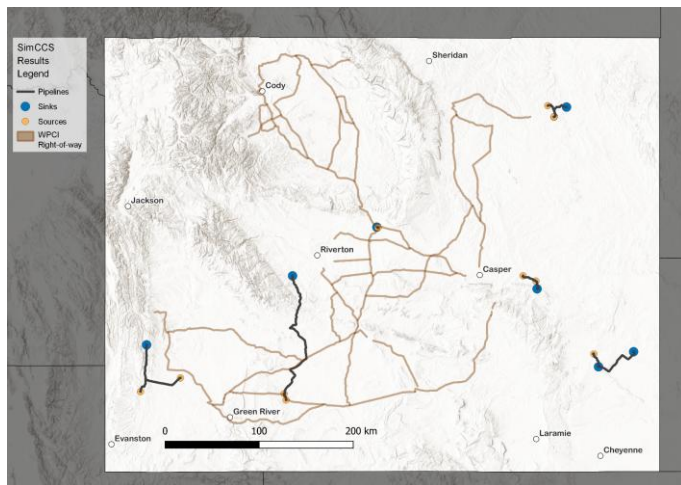 SimCCS
Results
Legend
Pipelines
Sinks
Sources
WPCI
Right-of-way
Sheridan
Cody
Jackson
Riverton
Casper
Green River
Evanston
0 100 200 km
Laramie
Cheyenne